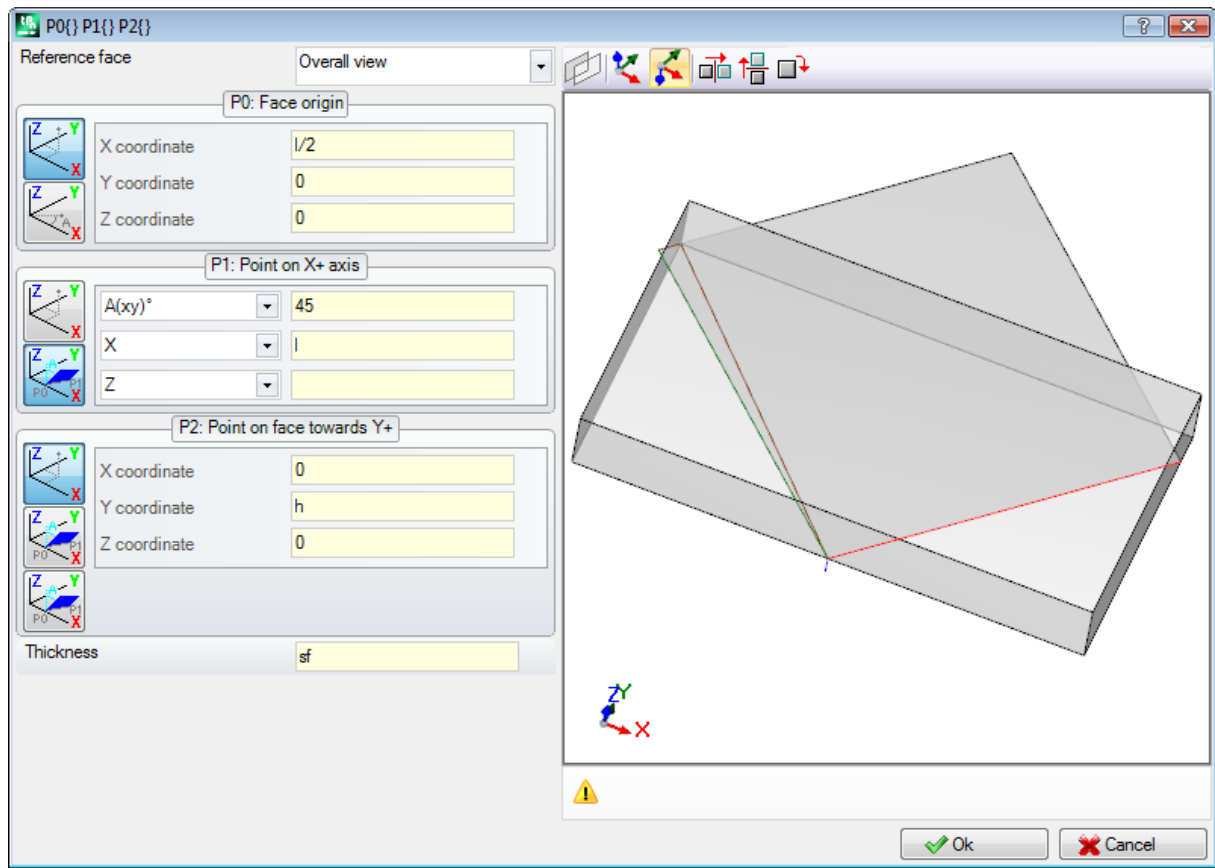 P0{} P1{} P2{}
Reference face
Overall view
P0: Face origin
X coordinate
l/2
Y coordinate
0
Z coordinate
0
P1: Point on X+ axis
A(xy)°
45
X
l
Z
P2: Point on face towards Y+
X coordinate
0
Y coordinate
h
Z coordinate
0
Thickness
sf
Z
Y
X
Ok
Cancel